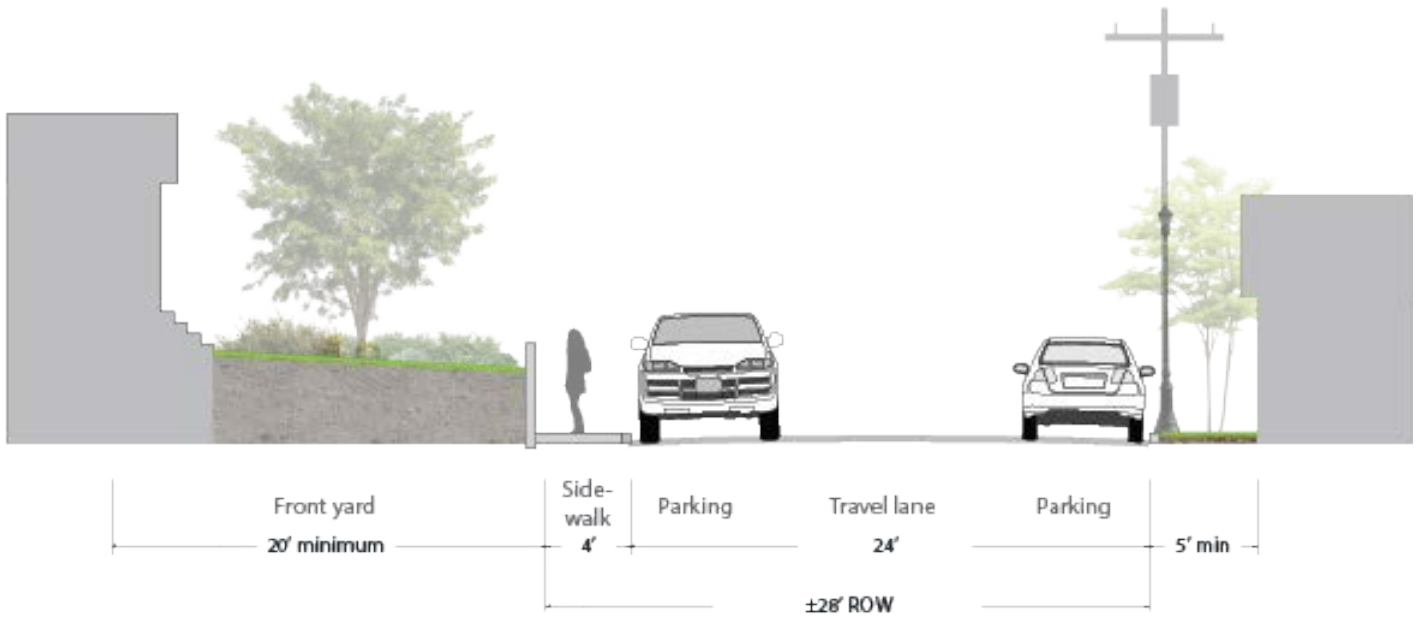 Front yard
Side-
walk
Parking
Travel lane
Parking
20' minimum
4'
24'
5' min
±28' ROW